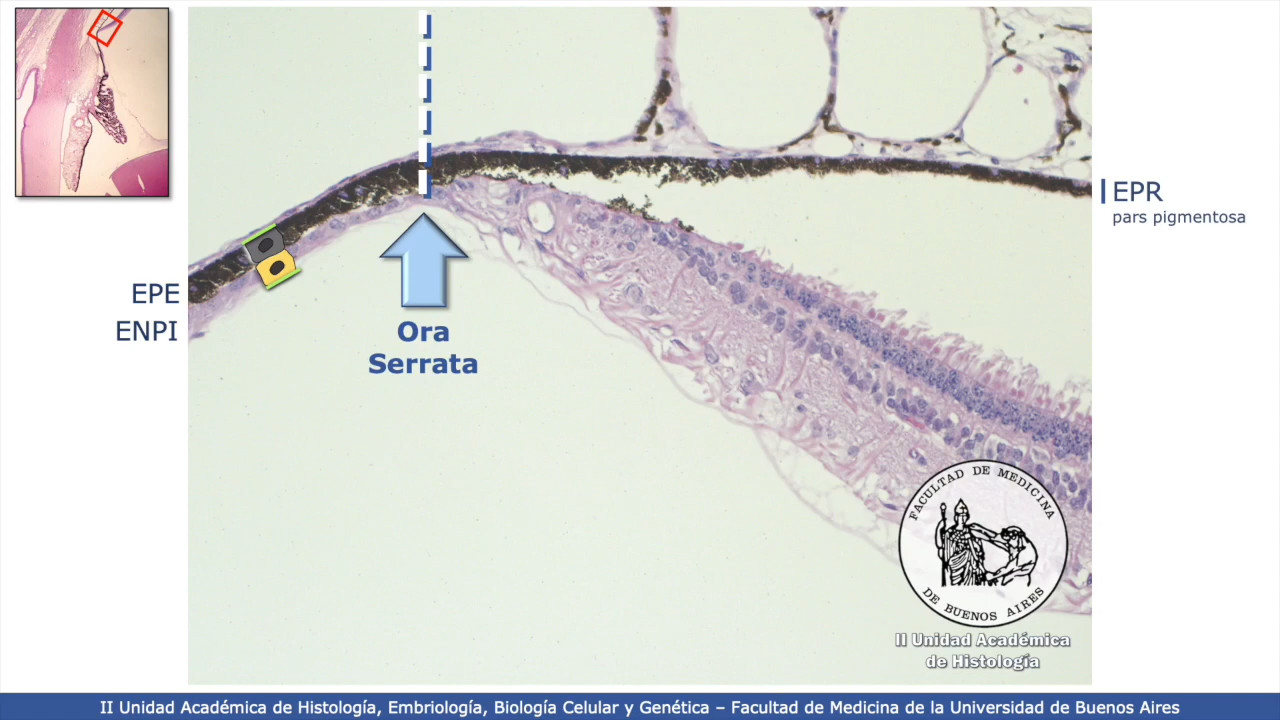 EPR
pars pigmentosa
EPE
ENPI
Ora
Serrata
FACULTAD DE MEDICINA
DE BUENOS AIRES
II Unidad Académica
de Histología
II Unidad Académica de Histología, Embriología, Biología Celular y Genética – Facultad de Medicina de la Universidad de Buenos Aires